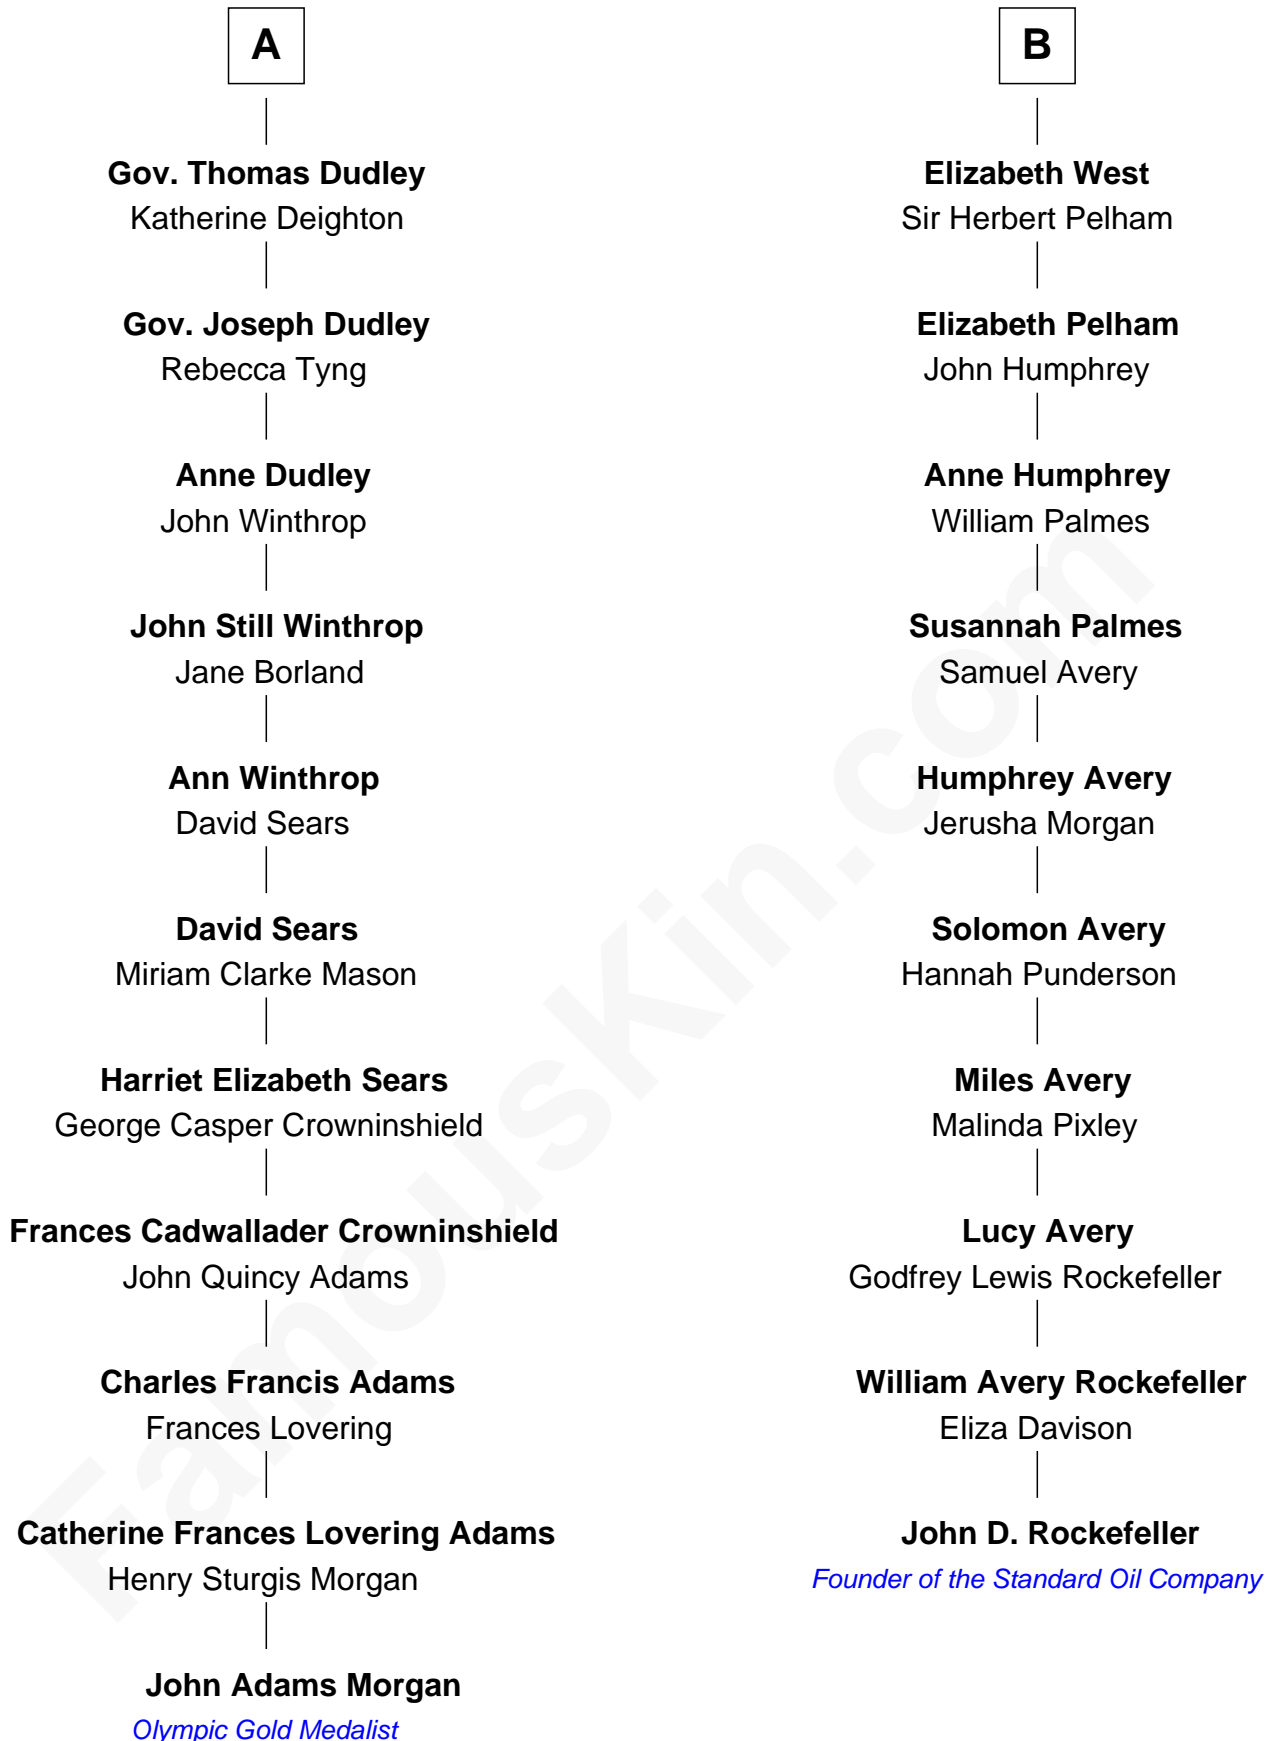 A
Gov. Thomas Dudley
Katherine Deighton
Gov. Joseph Dudley
Rebecca Tyng
Anne Dudley
John Winthrop
John Still Winthrop
Jane Borland
Ann Winthrop
David Sears
David Sears
Miriam Clarke Mason
Harriet Elizabeth Sears
George Casper Crowninshield
Frances Cadwallader Crowninshield
John Quincy Adams
Charles Francis Adams
Frances Lovering
Catherine Frances Lovering Adams
Henry Sturgis Morgan
John Adams Morgan
Olympic Gold Medalist
B
Elizabeth West
Sir Herbert Pelham
Elizabeth Pelham
John Humphrey
Anne Humphrey
William Palmes
Susannah Palmes
Samuel Avery
Humphrey Avery
Jerusha Morgan
Solomon Avery
Hannah Punderson
Miles Avery
Malinda Pixley
Lucy Avery
Godfrey Lewis Rockefeller
William Avery Rockefeller
Eliza Davison
John D. Rockefeller
Founder of the Standard Oil Company
FamousKin.com